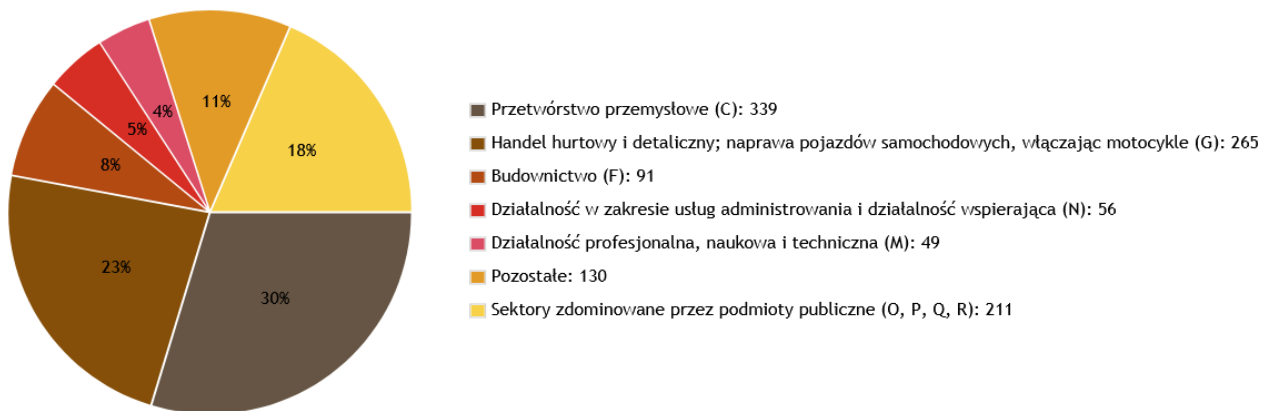 4%
11%
5%
18%
8%
23%
30%
Przetwórstwo przemysłowe (C): 339
Handel hurtowy i detaliczny; naprawa pojazdów samochodowych, włączając motocykle (G): 265
Budownictwo (F): 91
Działalność w zakresie usług administrowania i działalność wspierająca (N): 56
Działalność profesjonalna, naukowa i techniczna (M): 49
Pozostałe: 130
Sektory zdominowane przez podmioty publiczne (O, P, Q, R): 211